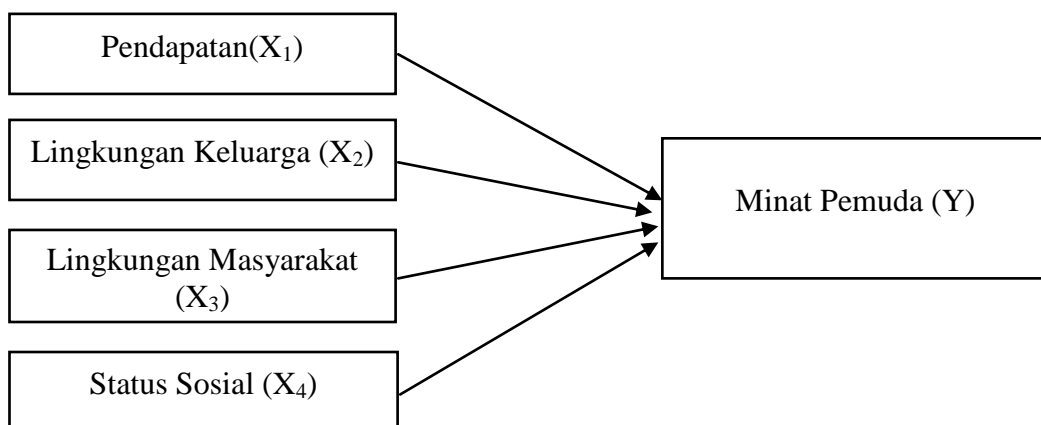 Pendapatan(X₁)
Lingkungan Keluarga (X₂)
Lingkungan Masyarakat
(X₃)
Status Sosial (X₄)
Minat Pemuda (Y)